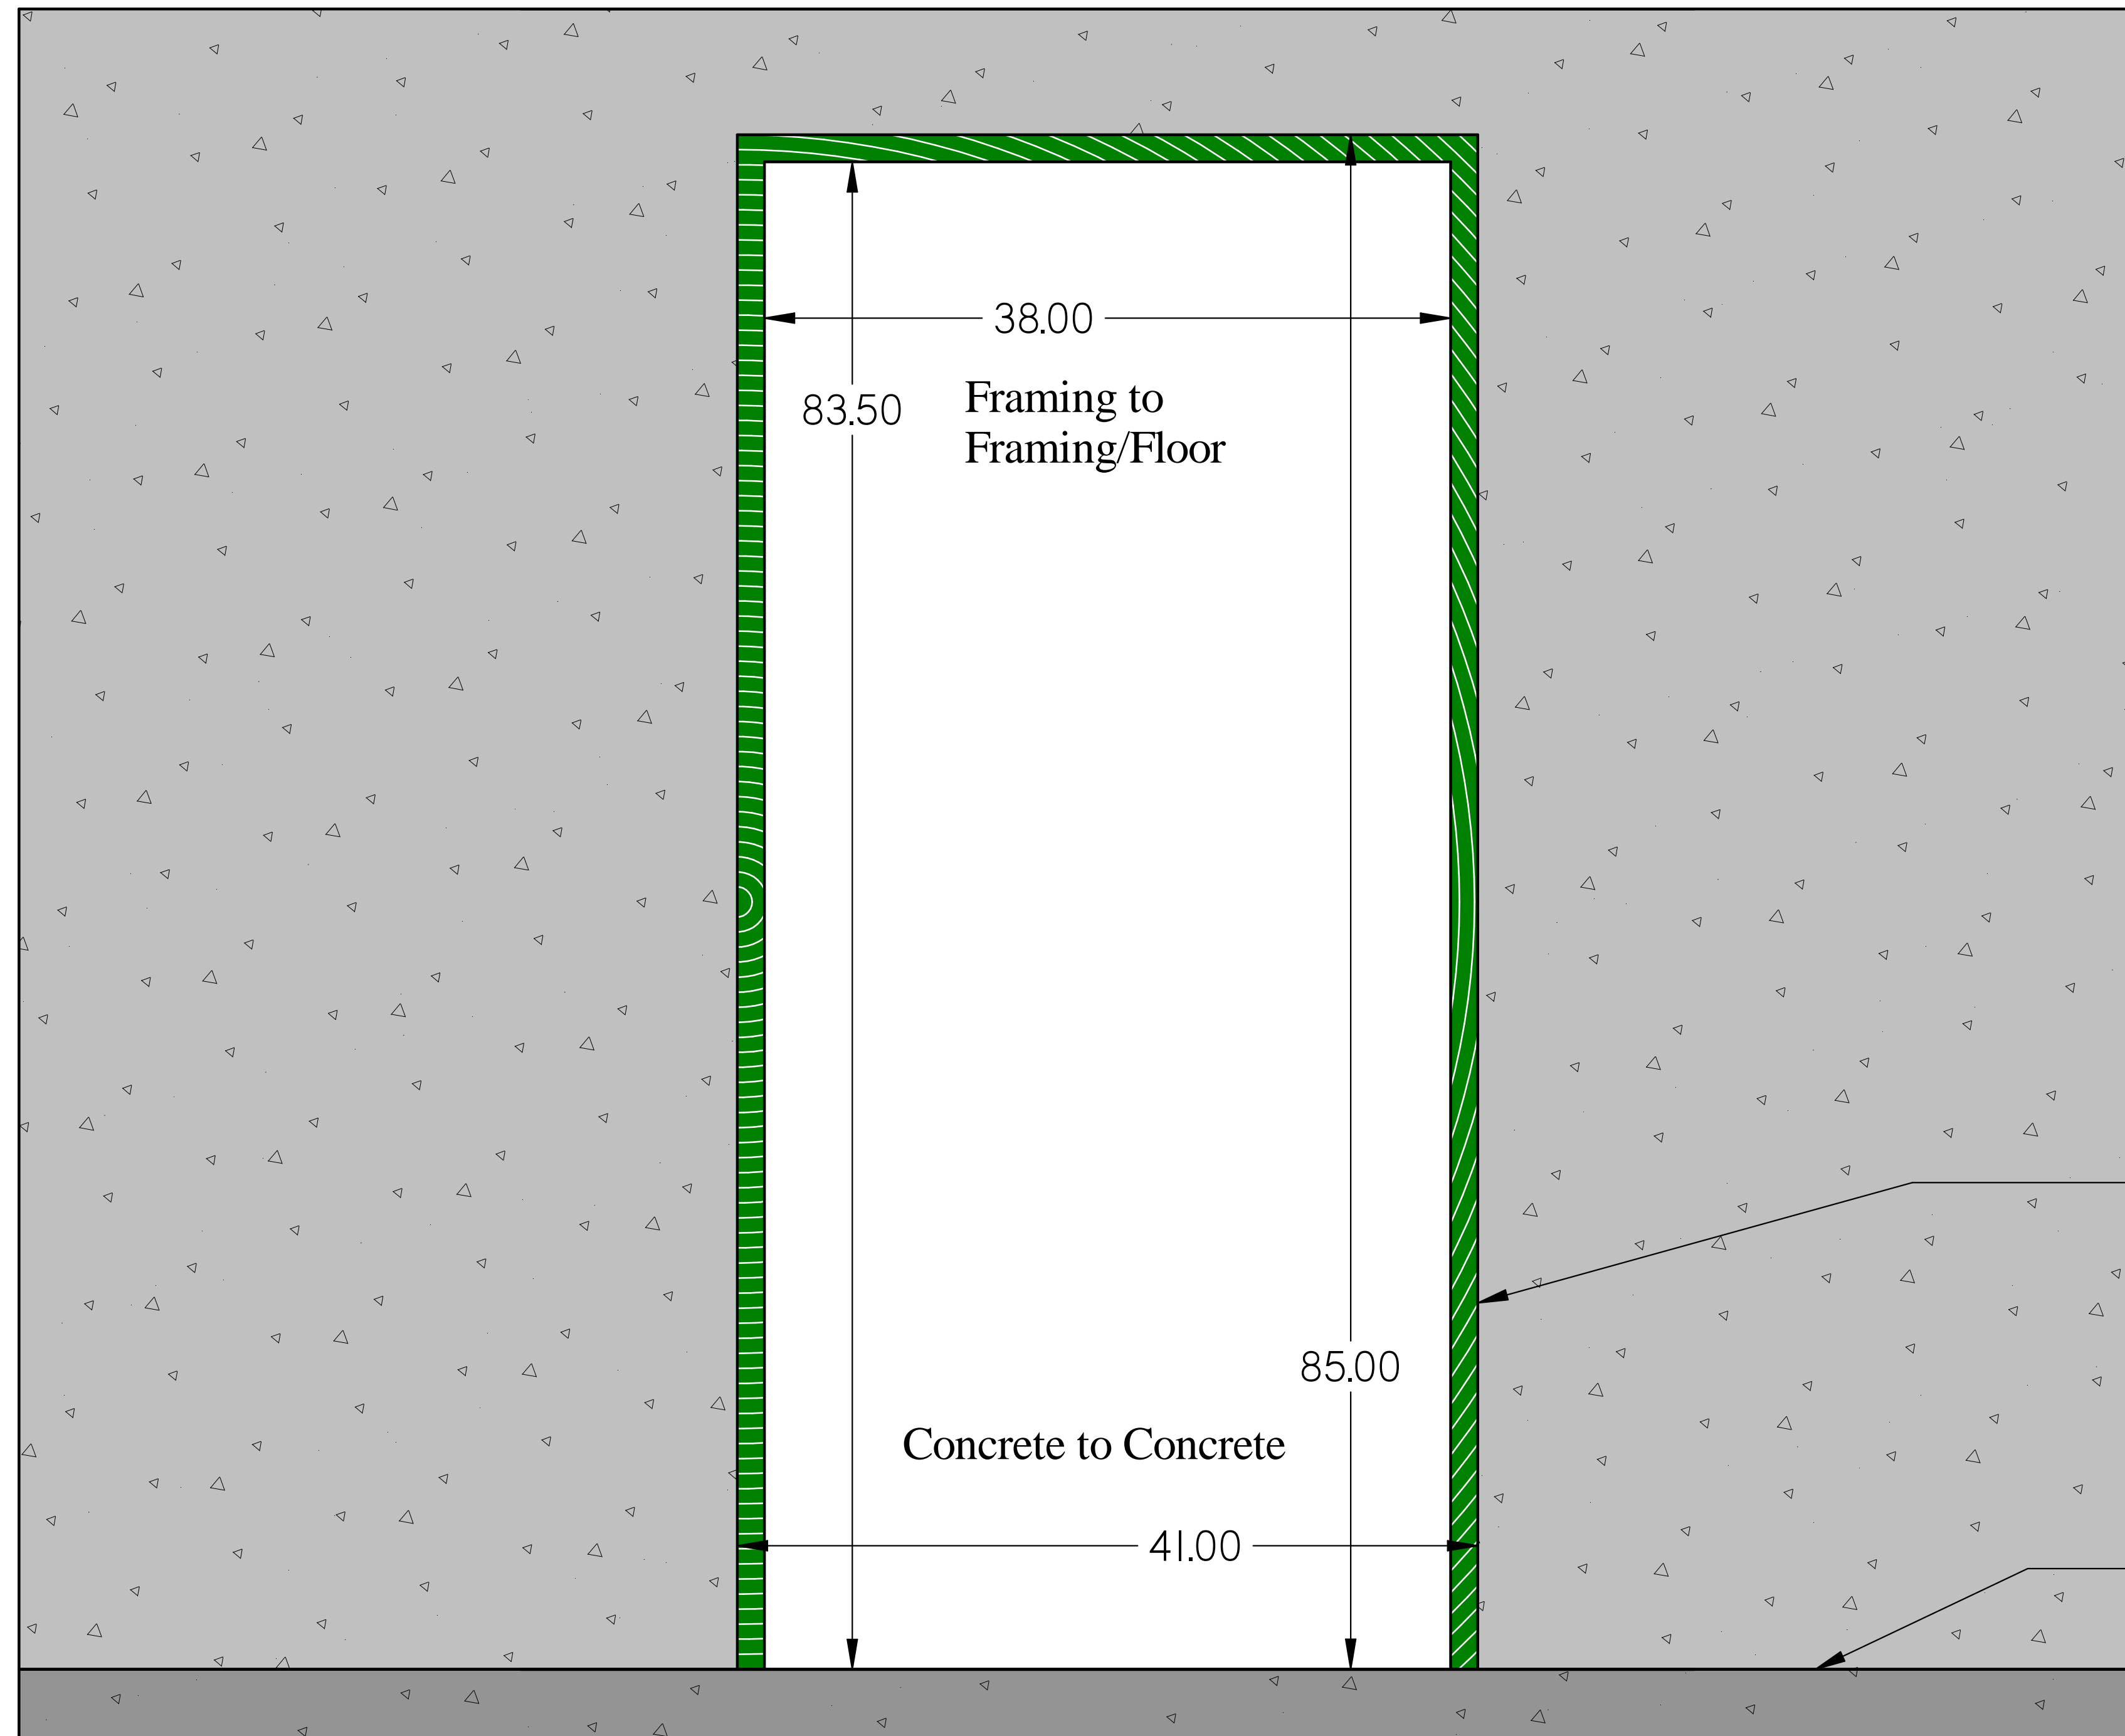 38.00
83.50
Framing to
Framing/Floor
85.00
Concrete to Concrete
41.00